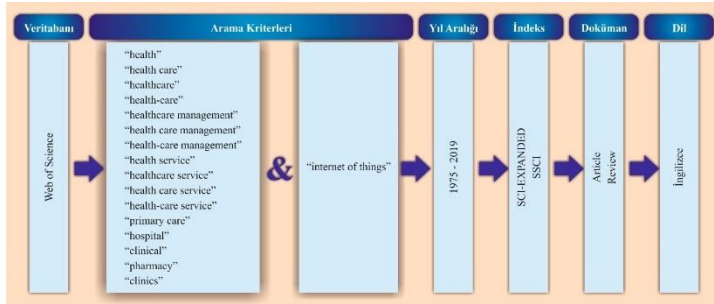 Veritabanı
Arama Kriterleri
Yıl Aralığı
İndeks
Doküman
Dil
Web of Science
“health”
“health care”
“healthcare”
“health-care”
“healthcare management”
“health care management”
“health-care management”
“health service”
“healthcare service”
“health care service”
“health-care service”
“primary care”
“hospital”
“clinical”
“pharmacy”
“clinics”
&
“internet of things”
1975 - 2019
SCI-EXPANDED
SSCI
Article
Review
İngilizce